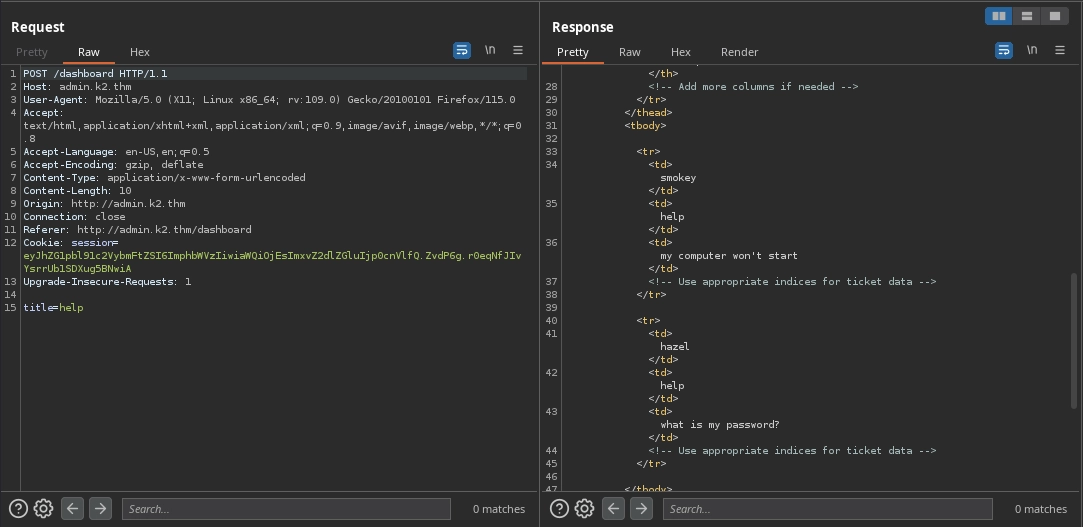 Request
Pretty Raw Hex
\n
1 POST /dashboard HTTP/1.1
2 Host: admin.k2.thm
3 User-Agent: Mozilla/5.0 (X11; Linux x86_64; rv:109.0) Gecko/20100101 Firefox/115.0
4 Accept:
text/html,application/xhtml+xml,application/xml;q=0.9,image/avif,image/webp,*/*;q=0
.8
5 Accept-Language: en-US,en;q=0.5
6 Accept-Encoding: gzip, deflate
7 Content-Type: application/x-www-form-urlencoded
8 Content-Length: 10
9 Origin: http://admin.k2.thm
10 Connection: close
11 Referer: http://admin.k2.thm/dashboard
12 Cookie: session=
eyJhZG1pbl91c2VybmFtZSI6ImphbWVzIiwiaWQiOjEsImxvZ2dlZGluIjp0cnVlfQ.ZvdP6g.r0eqNfJIv
YsrrUb1SDXug5BNwiA
13 Upgrade-Insecure-Requests: 1
14
15 title=help
Search...
0 matches
Response
Pretty Raw Hex Render
\n
</th>
28 <!-- Add more columns if needed -->
29 </tr>
30 </thead>
31 <tbody>
32
33 <tr>
34 <td>
smokey
</td>
35 <td>
help
</td>
36 <td>
my computer won't start
</td>
37 <!-- Use appropriate indices for ticket data -->
38 </tr>
39
40 <tr>
41 <td>
hazel
</td>
42 <td>
help
</td>
43 <td>
what is my password?
</td>
44 <!-- Use appropriate indices for ticket data -->
45 </tr>
46
47 </tbody>
Search...
0 matches